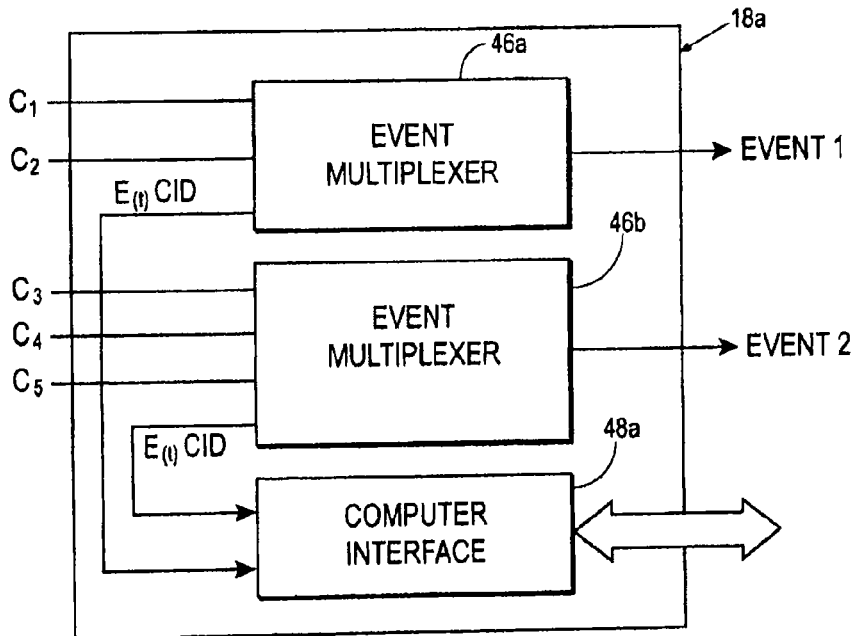 18a
46a
C1
EVENT
MULTIPLEXER
EVENT 1
C2
E(t) CID
46b
C3
EVENT
MULTIPLEXER
C4
EVENT 2
C5
E(t) CID
48a
COMPUTER
INTERFACE